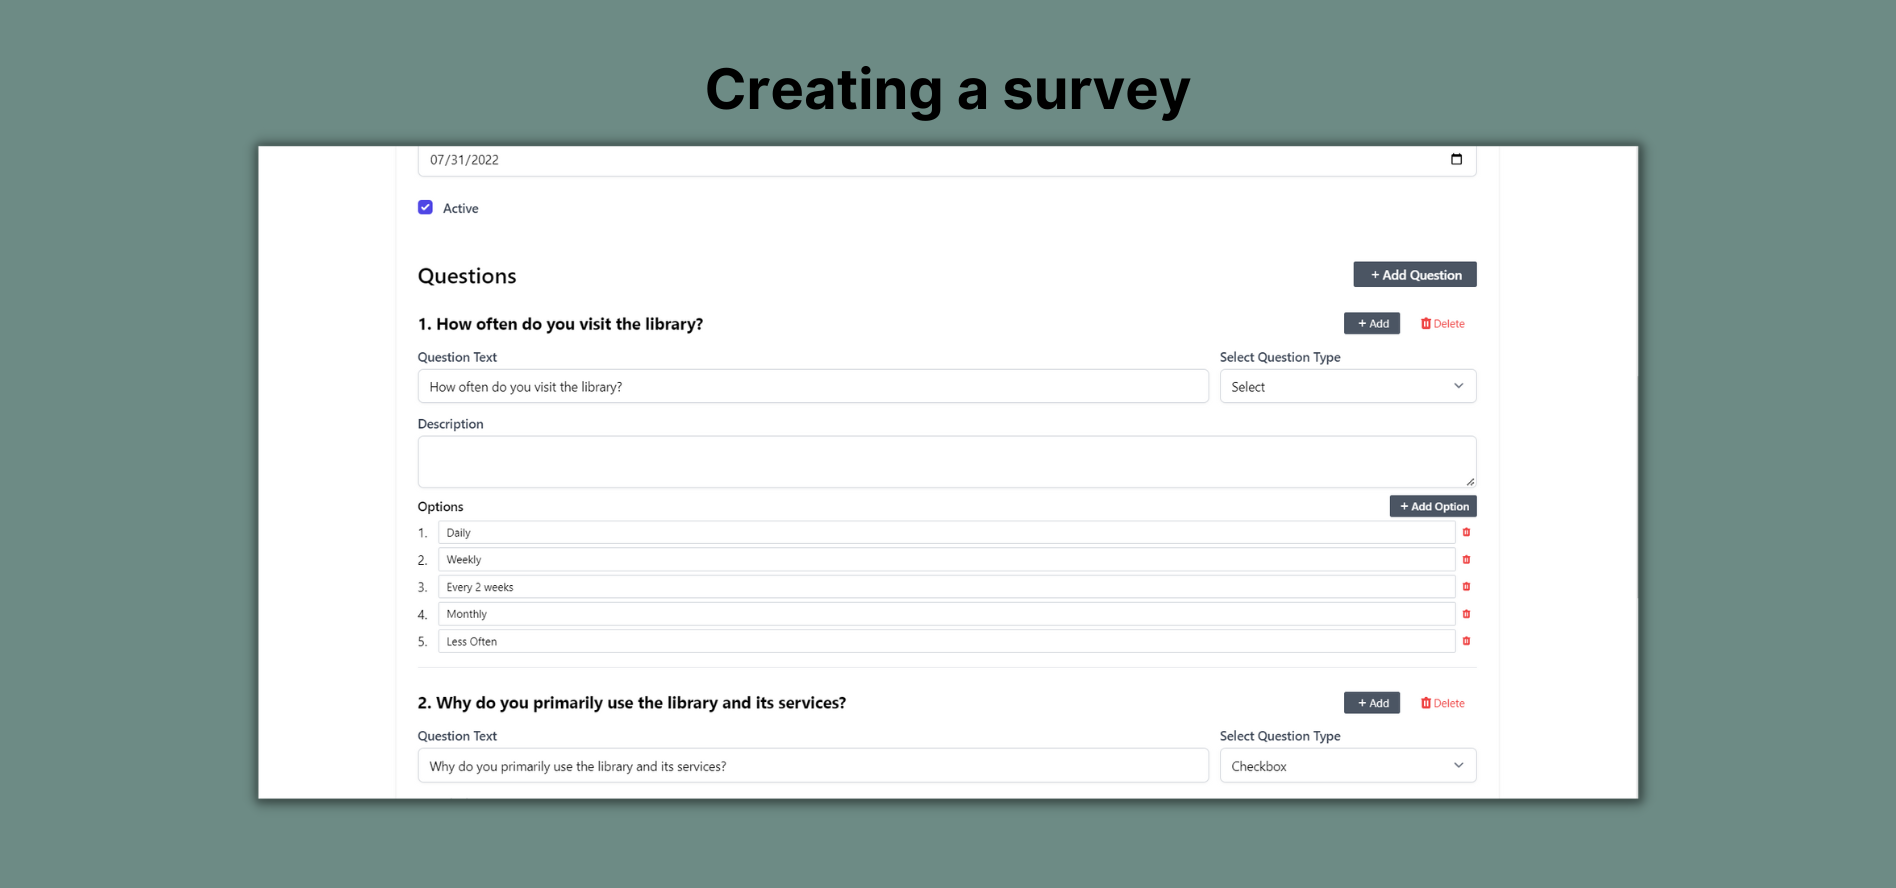 Creating a survey
07/31/2022
Active
Questions
+ Add Question
1. How often do you visit the library?
+ Add
Delete
Question Text
Select Question Type
How often do you visit the library?
Select
Description
Options
+ Add Option
1. Daily
2. Weekly
3. Every 2 weeks
4. Monthly
5. Less Often
2. Why do you primarily use the library and its services?
+ Add
Delete
Question Text
Select Question Type
Why do you primarily use the library and its services?
Checkbox